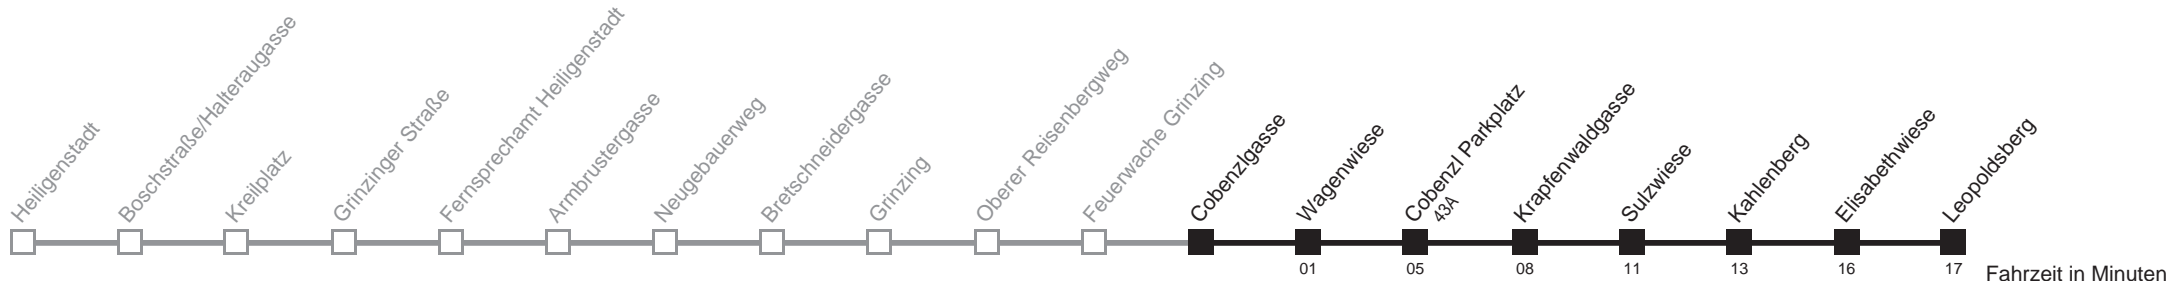 Heiligenstadt
Boschstraße/Halteraugasse
Kreilplatz
Grinzinger Straße
Fernsprechamt Heiligenstadt
Armbrustergasse
Neugebauerweg
Bretschneidergasse
Grinzing
Oberer Reisenbergweg
Feuerwache Grinzing
Cobenzlgasse
Wagenwiese
Cobenzl Parkplatz
43A
Krapfenwaldgasse
Sulzwiese
Kahlenberg
Elisabethwiese
Leopoldsberg
01 05 08 11 13 16 17
Fahrzeit in Minuten